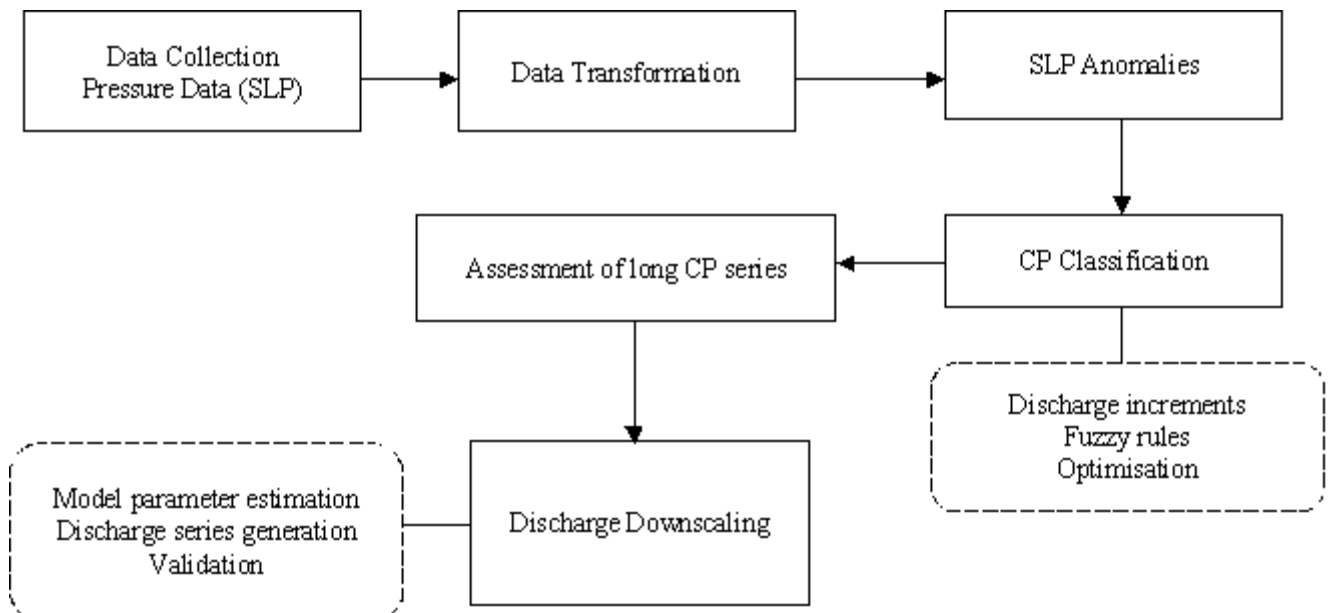 Data Collection
Pressure Data (SLP)
Data Transformation
SLP Anomalies
Assessment of long CP series
CP Classification
Discharge increments
Fuzzy rules
Optimisation
Model parameter estimation
Discharge series generation
Validation
Discharge Downscaling